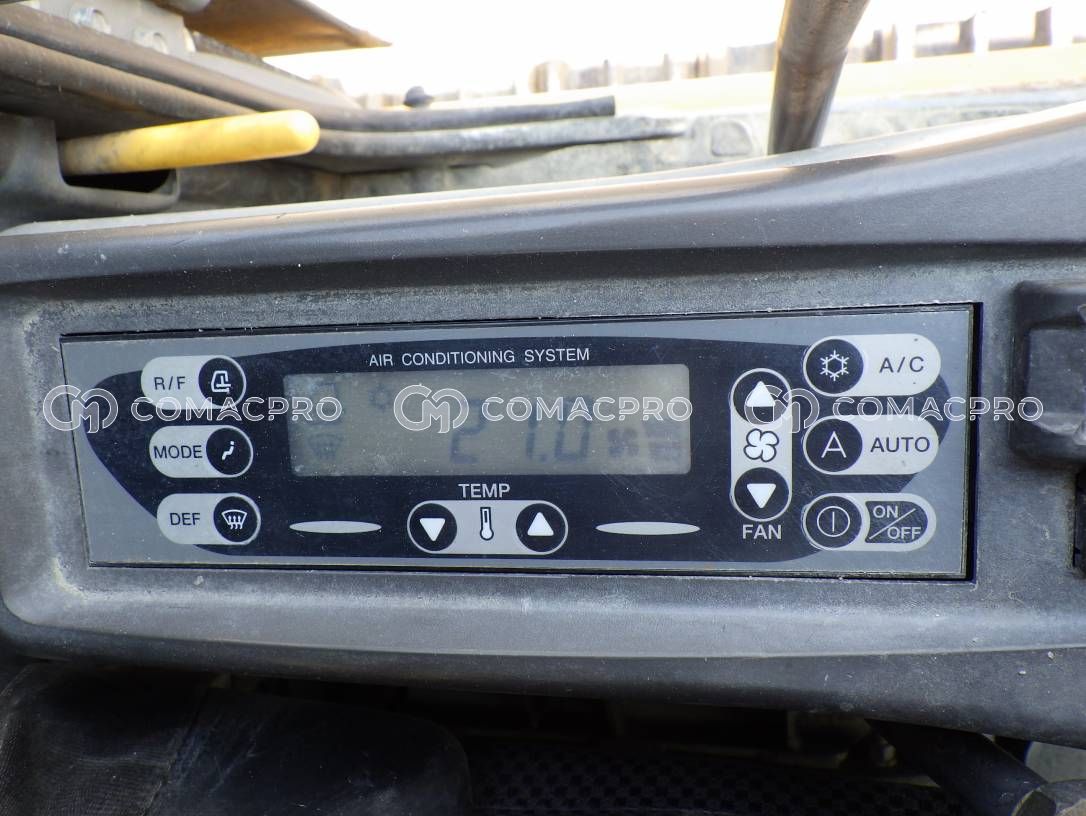 AIR CONDITIONING SYSTEM
R/F
A/C
COMACPRO COMACPRO COMACPRO
21.0
MODE
A AUTO
TEMP
DEF
FAN
ON/OFF